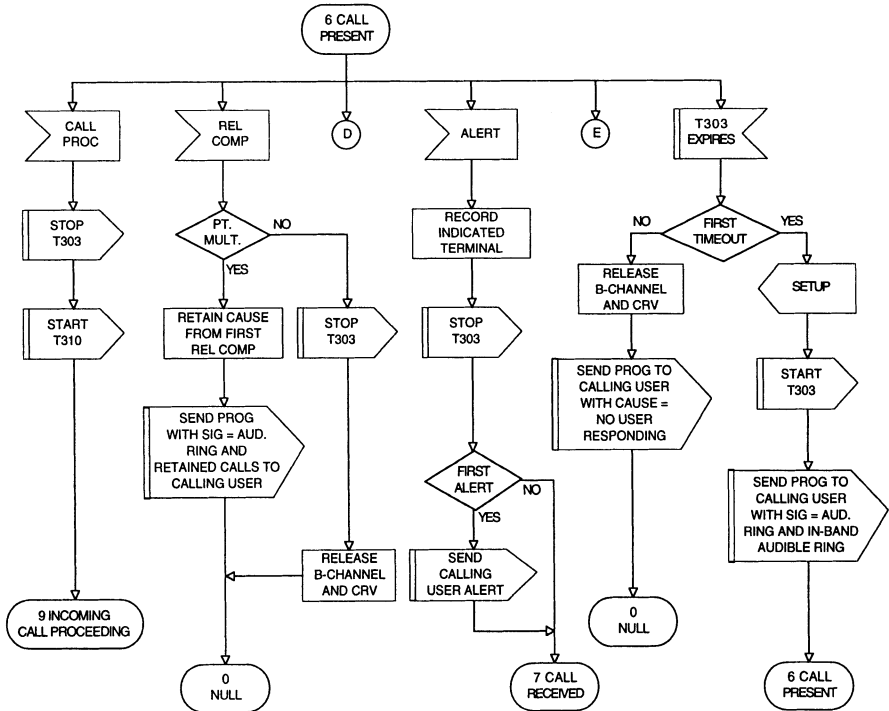 6 CALL
PRESENT
CALL
PROC
REL
COMP
D
ALERT
E
T303
EXPIRES
STOP
T303
PT.
MULT.
NO
YES
RECORD
INDICATED
TERMINAL
NO
FIRST
TIMEOUT
YES
RELEASE
B-CHANNEL
AND CRV
SETUP
START
T310
RETAIN CAUSE
FROM FIRST
REL COMP
STOP
T303
STOP
T303
SEND PROG TO
CALLING USER
WITH CAUSE =
NO USER
RESPONDING
START
T303
SEND PROG
WITH SIG = AUD.
RING AND
RETAINED CALLS TO
CALLING USER
FIRST
ALERT
NO
YES
SEND PROG TO
CALLING USER
WITH SIG = AUD.
RING AND IN-BAND
AUDIBLE RING
RELEASE
B-CHANNEL
AND CRV
SEND
CALLING
USER ALERT
9 INCOMING
CALL PROCEEDING
0
NULL
0
NULL
7 CALL
RECEIVED
6 CALL
PRESENT